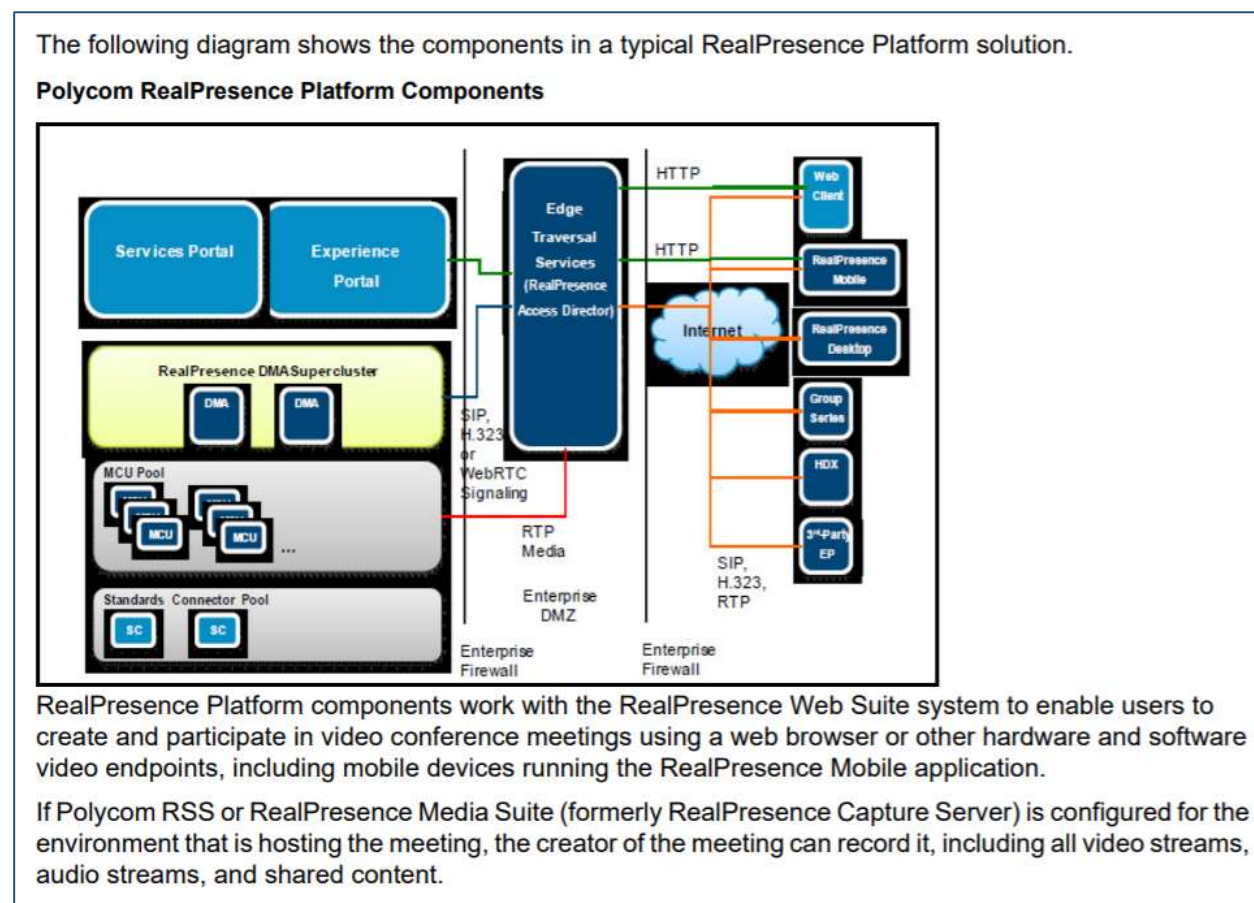 The following diagram shows the components in a typical RealPresence Platform solution.
Polycom RealPresence Platform Components
Services Portal
Experience
Portal
RealPresence DMASupercluster
DMA
DMA
MCU Pool
MCU
MCU
...
Standards Connector Pool
SC
SC
SIP,
H.323
or
WebRTC
Signaling
Enterprise
Firewall
Edge
Traversal
Services
(RealPresence
Access Director)
RTP
Media
Enterprise
DMZ
HTTP
HTTP
Internet
SIP,
H.323,
RTP
Enterprise
Firewall
Web
Client
RealPresence
Mobile
RealPresence
Desktop
Group
Series
HDX
3rd-Party
EP
RealPresence Platform components work with the RealPresence Web Suite system to enable users to
create and participate in video conference meetings using a web browser or other hardware and software
video endpoints, including mobile devices running the RealPresence Mobile application.
If Polycom RSS or RealPresence Media Suite (formerly RealPresence Capture Server) is configured for the
environment that is hosting the meeting, the creator of the meeting can record it, including all video streams,
audio streams, and shared content.